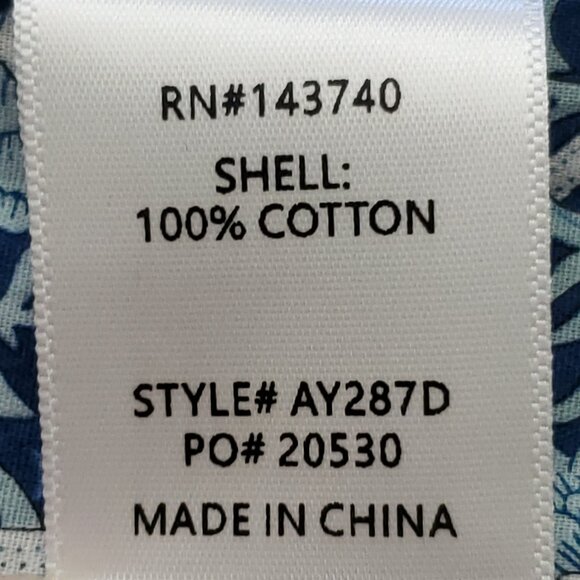 RN#143740
SHELL:
100% COTTON
STYLE# AY287D
PO# 20530
MADE IN CHINA